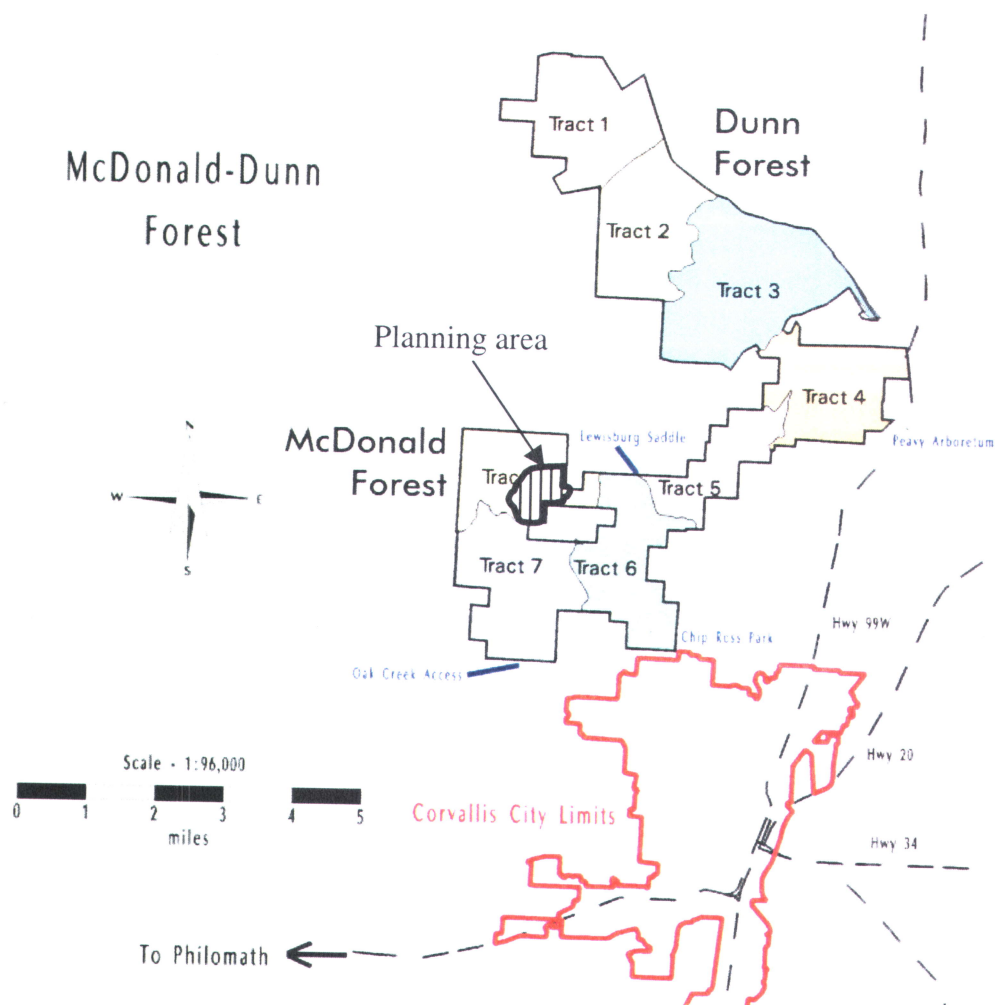 McDonald-Dunn
Forest
Dunn
Forest
Tract 1
Tract 2
Tract 3
Planning area
Tract 4
McDonald
Forest
Lewisburg Saddle
Peavy Arboretum
Trac
Tract 5
W
E
S
Tract 7
Tract 6
Hwy 99W
Chip Ross Park
Oak Creek Access
Hwy 20
Scale - 1:96,000
0 1 2 3 4 5
miles
Corvallis City Limits
Hwy 34
To Philomath